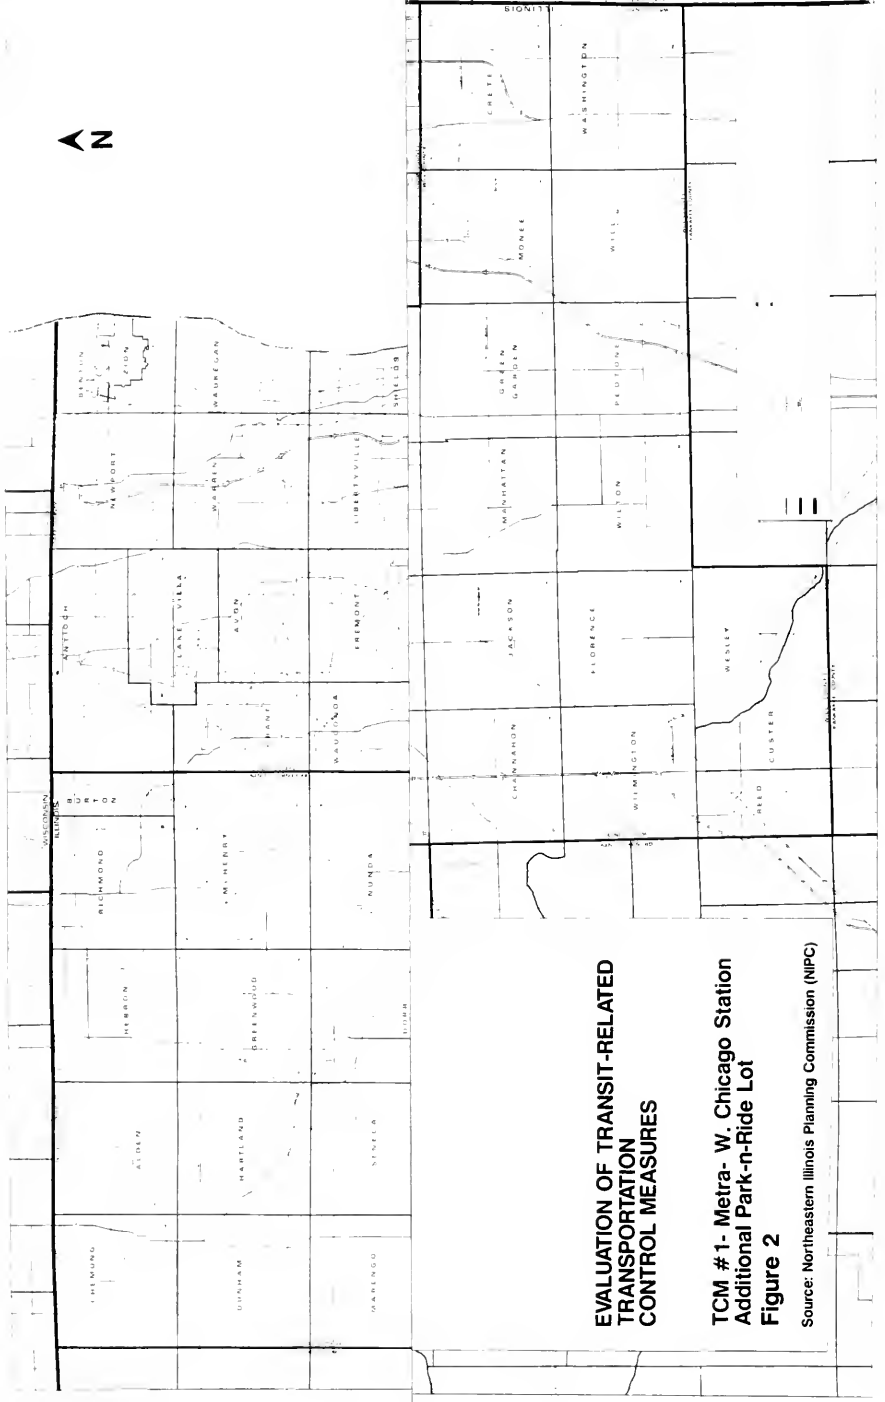 N
WISCONSIN
ILLINOIS
CHEMUNG
ALDEN
HEBRON
RICHMOND
BURTON
ANTIOCH
LAKE VILLA
NEWPORT
BENTON
ZION
DUNHAM
HARTLAND
GREENWOOD
McHENRY
GRANT
AVON
WARREN
WAUKEGAN
MARENGO
SENECA
DORR
NUNDA
WAUCONDA
FREMONT
LIBERTYVILLE
SHIELDS
ILLINOIS
CHANNAHON
JACKSON
MANHATTAN
GREEN
GARDEN
MONEE
CRETE
WILMINGTON
FLORENCE
WILTON
PEOTONE
WILL
WASHINGTON
REED
CUSTER
WESLEY
EVALUATION OF TRANSIT-RELATED
TRANSPORTATION
CONTROL MEASURES
TCM #1- Metra- W. Chicago Station
Additional Park-n-Ride Lot
Figure 2
Source: Northeastern Illinois Planning Commission (NIPC)